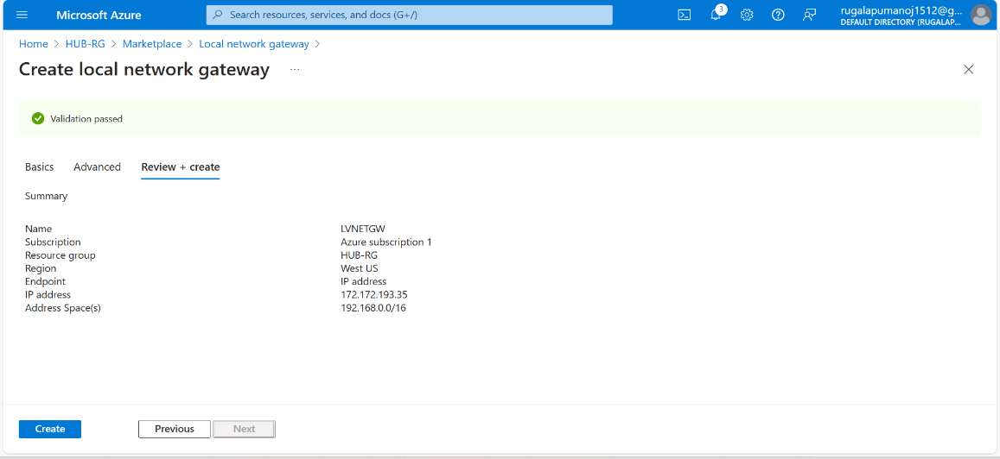 Microsoft Azure
Search resources, services, and docs (G+/)
3
rugalapumanoj1512@g...
DEFAULT DIRECTORY (RUGALAP...
Home > HUB-RG > Marketplace > Local network gateway >
Create local network gateway ...
Validation passed
Basics Advanced Review + create
Summary
Name LVNETGW
Subscription Azure subscription 1
Resource group HUB-RG
Region West US
Endpoint IP address
IP address 172.172.193.35
Address Space(s) 192.168.0.0/16
Create Previous Next